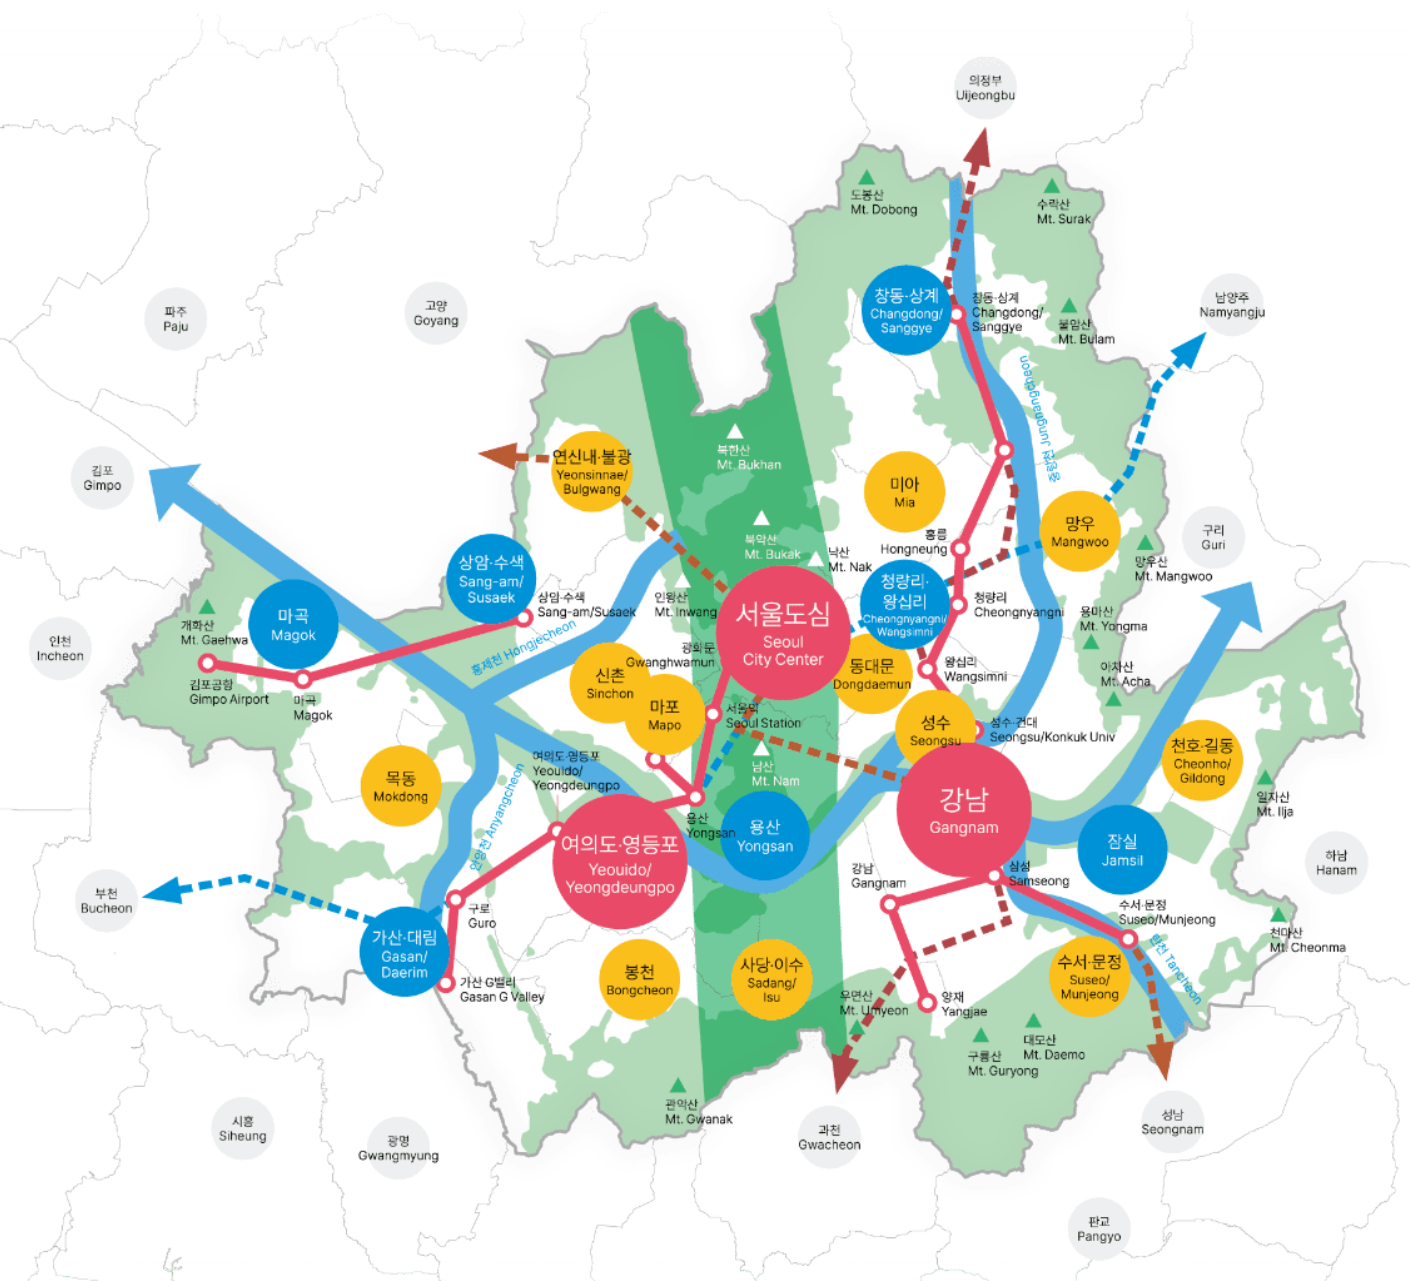 의정부
Uijeongbu
도봉산
Mt. Dobong
수락산
Mt. Surak
창동·상계
Changdong/
Sanggye
창동·상계
Changdong/
Sanggye
불암산
Mt. Bulam
남양주
Namyangju
파주
Paju
고양
Goyang
중랑천 Jungnangcheon
김포
Gimpo
연신내·불광
Yeonsinnae/
Bulgwang
북한산
Mt. Bukhan
미아
Mia
망우
Mangwoo
구리
Guri
북악산
Mt. Bukak
낙산
Mt. Nak
홍릉
Hongneung
망우산
Mt. Mangwoo
상암·수색
Sang-am/
Susaek
상암·수색
Sang-am/Susaek
인왕산
Mt. Inwang
서울도심
Seoul
City Center
청량리·
왕십리
Cheongnyangni/
Wangsimni
청량리
Cheongnyangni
용마산
Mt. Yongma
마곡
Magok
개화산
Mt. Gaehwa
인천
Incheon
홍제천 Hongjecheon
광화문
Gwanghwamun
김포공항
Gimpo Airport
마곡
Magok
신촌
Sinchon
마포
Mapo
동대문
Dongdaemun
왕십리
Wangsimni
아차산
Mt. Acha
서울역
Seoul Station
성수
Seongsu
성수·건대
Seongsu/Konkuk Univ
천호·길동
Cheonho/
Gildong
목동
Mokdong
여의도·영등포
Yeouido/
Yeongdeungpo
남산
Mt. Nam
강남
Gangnam
일자산
Mt. Ilja
안양천 Anyangcheon
용산
Yongsan
용산
Yongsan
잠실
Jamsil
여의도·영등포
Yeouido/
Yeongdeungpo
하남
Hanam
부천
Bucheon
강남
Gangnam
삼성
Samseong
구로
Guro
수서·문정
Suseo/Munjeong
천마산
Mt. Cheonma
가산·대림
Gasan/
Daerim
가산 G밸리
Gasan G Valley
봉천
Bongcheon
사당·이수
Sadang/
Isu
수서·문정
Suseo/
Munjeong
탄천 Tancheon
우면산
Mt. Umyeon
양재
Yangjae
구룡산
Mt. Guryong
대모산
Mt. Daemo
관악산
Mt. Gwanak
시흥
Siheung
광명
Gwangmyung
과천
Gwacheon
성남
Seongnam
판교
Pangyo